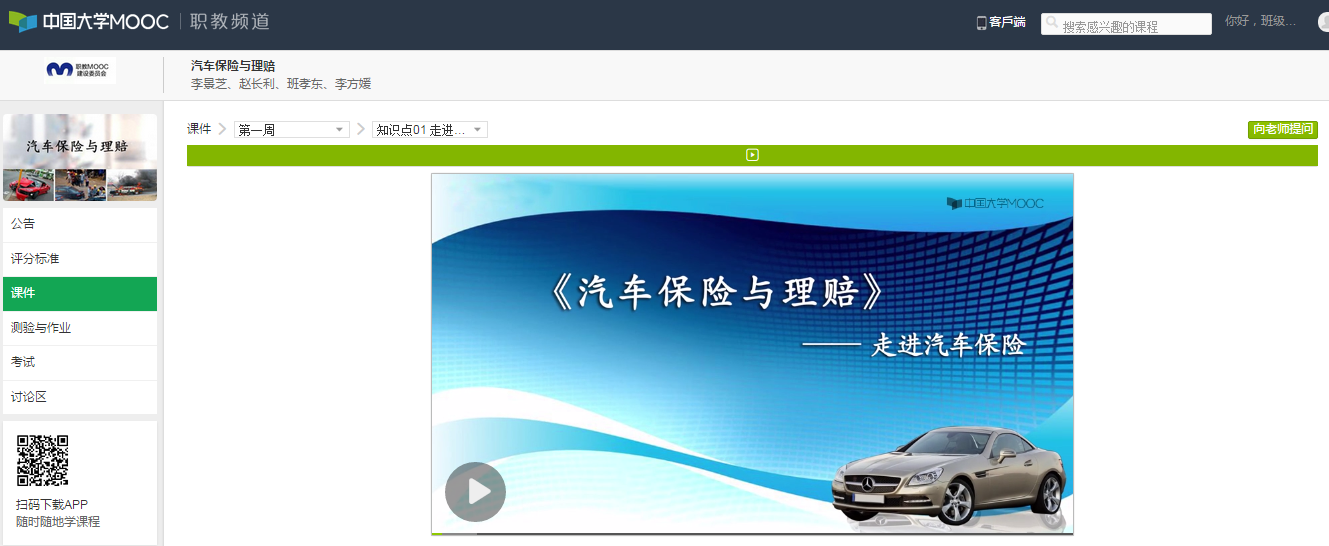 中国大学MOOC 职教频道
客户端
搜索感兴趣的课程
你好，班级...
职教MOOC
建设委员会
汽车保险与理赔
李景芝、赵长利、班孝东、李方媛
汽车保险与理赔
公告
评分标准
课件
测验与作业
考试
讨论区
扫码下载APP
随时随地学课程
课件
第一周
知识点01 走进...
向老师提问
中国大学MOOC
《汽车保险与理赔》
—— 走进汽车保险